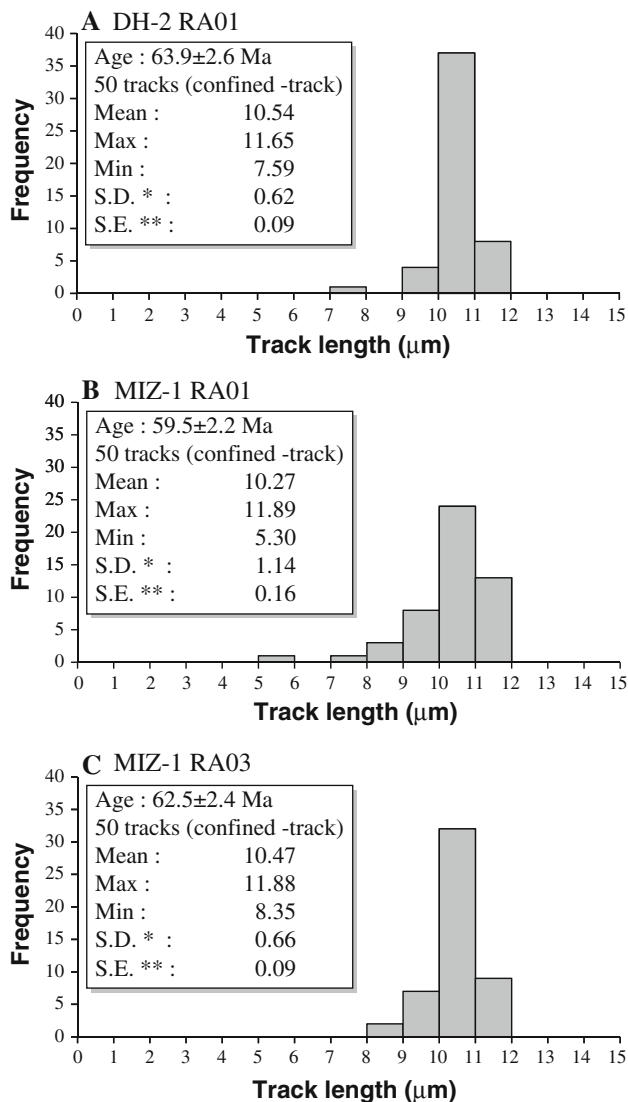 A DH-2 RA01
Age : 63.9±2.6 Ma
50 tracks (confined -track)
Mean : 10.54
Max : 11.65
Min : 7.59
S.D. * : 0.62
S.E. ** : 0.09
Frequency
40
35
30
25
20
15
10
5
0
0 1 2 3 4 5 6 7 8 9 10 11 12 13 14 15
Track length (μm)
B MIZ-1 RA01
Age : 59.5±2.2 Ma
50 tracks (confined -track)
Mean : 10.27
Max : 11.89
Min : 5.30
S.D. * : 1.14
S.E. ** : 0.16
Frequency
40
35
30
25
20
15
10
5
0
0 1 2 3 4 5 6 7 8 9 10 11 12 13 14 15
Track length (μm)
C MIZ-1 RA03
Age : 62.5±2.4 Ma
50 tracks (confined -track)
Mean : 10.47
Max : 11.88
Min : 8.35
S.D. * : 0.66
S.E. ** : 0.09
Frequency
40
35
30
25
20
15
10
5
0
0 1 2 3 4 5 6 7 8 9 10 11 12 13 14 15
Track length (μm)